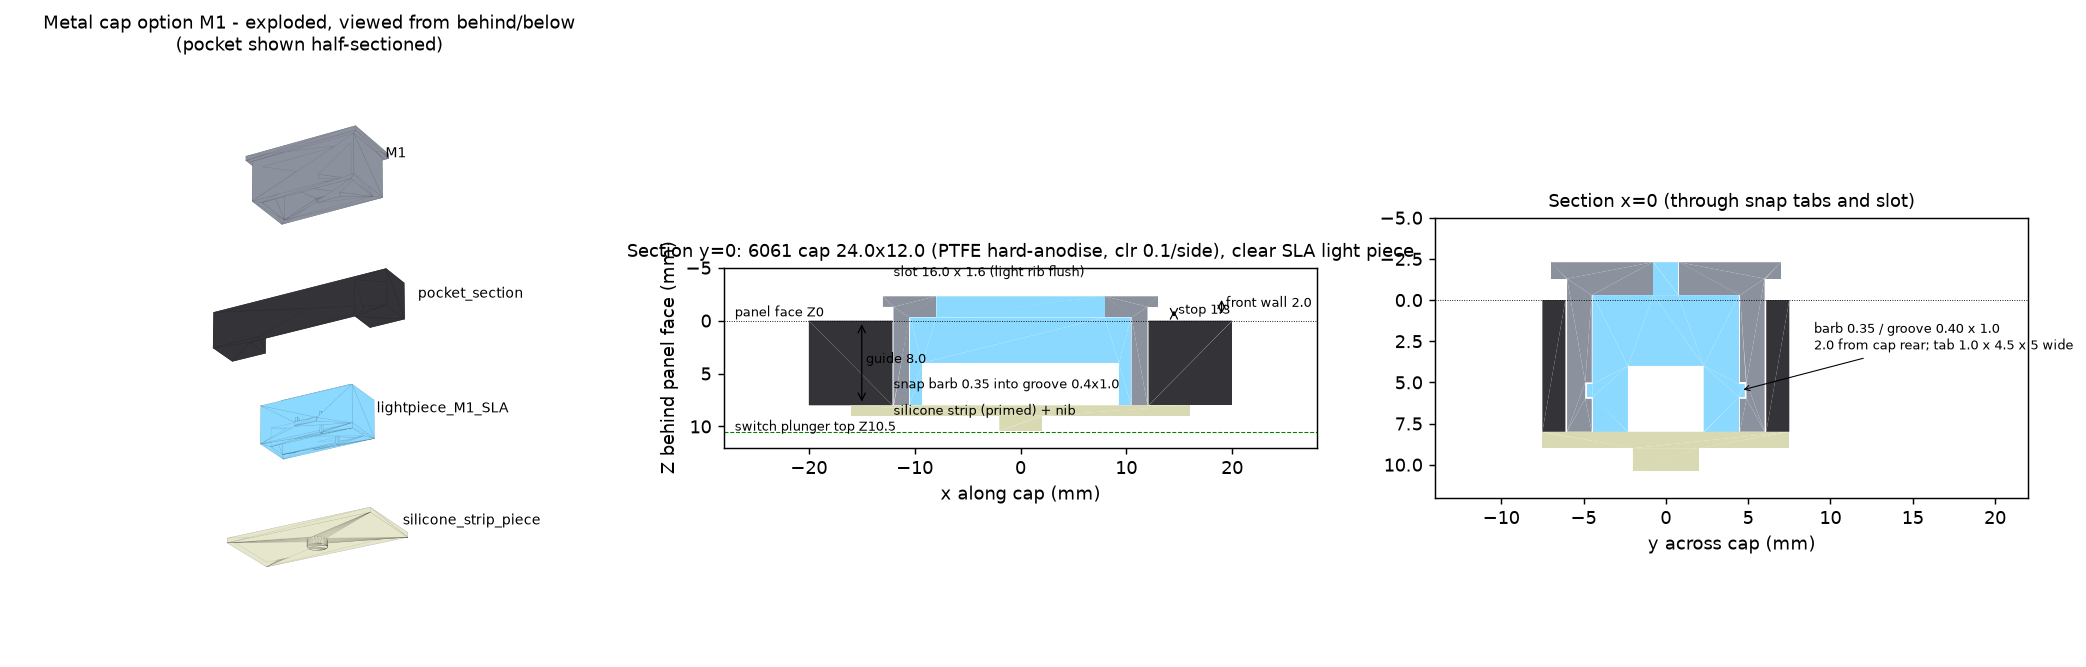 Metal cap option M1 - exploded, viewed from behind/below
(pocket shown half-sectioned)
M1
pocket_section
lightpiece_M1_SLA
silicone_strip_piece
Section y=0: 6061 cap 24.0x12.0 (PTFE hard-anodise, clr 0.1/side), clear SLA light piece
slot 16.0 x 1.6 (light rib flush)
front wall 2.0
stop 1.3
panel face Z0
guide 8.0
snap barb 0.35 into groove 0.4x1.0
silicone strip (primed) + nib
switch plunger top Z10.5
Z behind panel face (mm)
−5
0
5
10
−20
−10
0
10
20
x along cap (mm)
Section x=0 (through snap tabs and slot)
barb 0.35 / groove 0.40 x 1.0
2.0 from cap rear; tab 1.0 x 4.5 x 5 wide
−5.0
−2.5
0.0
2.5
5.0
7.5
10.0
−10
−5
0
5
10
15
20
y across cap (mm)